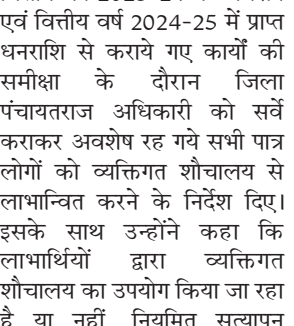 एवं वित्तीय वर्ष 2024-25 में प्राप्त
धनराशि से कराये गए कार्यों की
समीक्षा के दौरान जिला
पंचायतराज अधिकारी को सर्वे
कराकर अवशेष रह गये सभी पात्र
लोगों को व्यक्तिगत शौचालय से
लाभान्वित करने के निर्देश दिए।
इसके साथ उन्होंने कहा कि
लाभार्थियों द्वारा व्यक्तिगत
शौचालय का उपयोग किया जा रहा
है या नहीं, नियमित सत्यापन